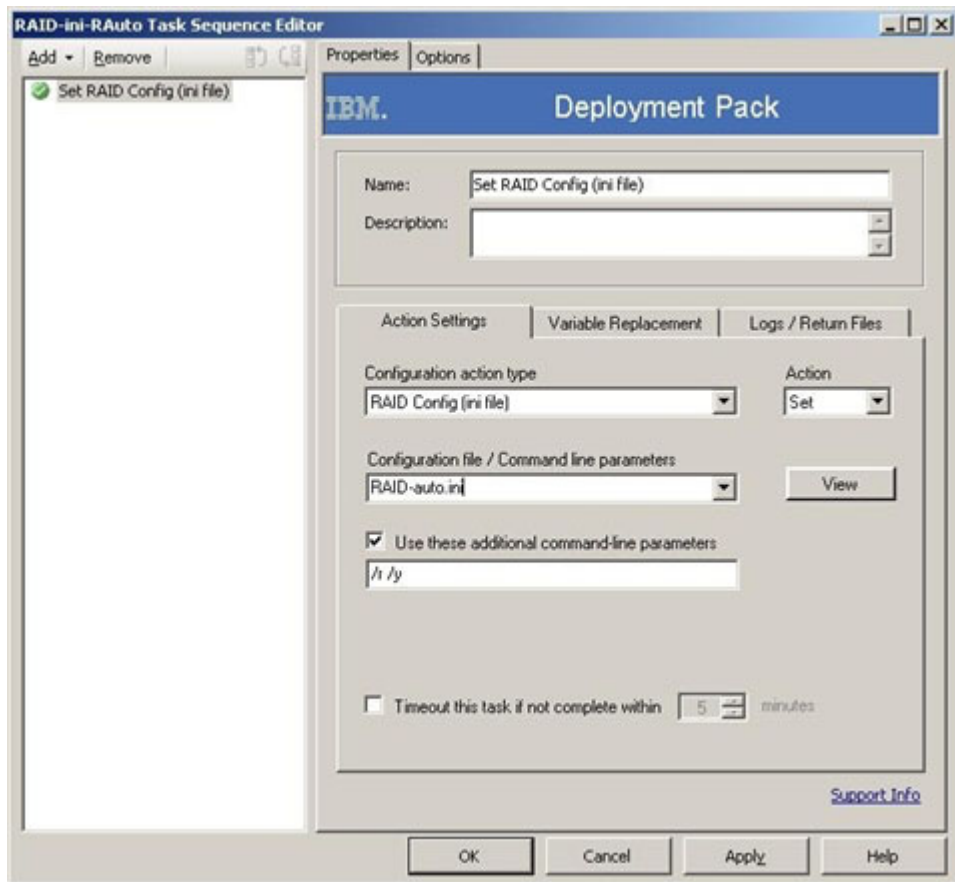 RAID-ini-RAuto Task Sequence Editor
Add Remove
Properties Options
Set RAID Config (ini file)
IBM. Deployment Pack
Name: Set RAID Config (ini file)
Description:
Action Settings Variable Replacement Logs / Return Files
Configuration action type Action
RAID Config (ini file) Set
Configuration file / Command line parameters
RAID-auto.ini View
Use these additional command-line parameters
/r /y
Timeout this task if not complete within 5 minutes
Support Info
OK Cancel Apply Help